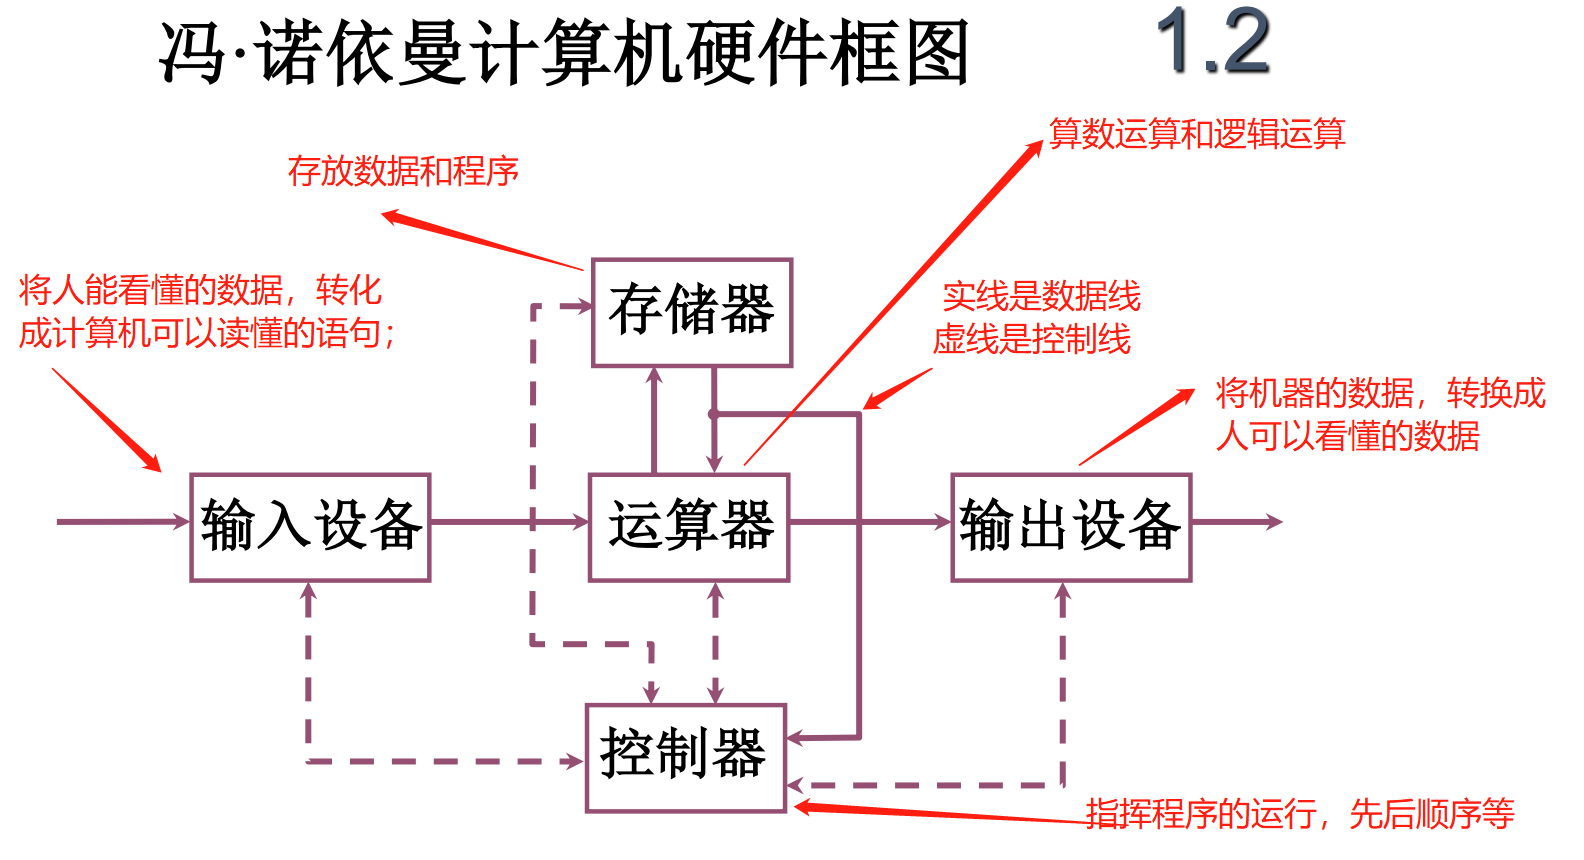 冯·诺依曼计算机硬件框图
1.2
算数运算和逻辑运算
存放数据和程序
将人能看懂的数据，转化
成计算机可以读懂的语句；
存储器
实线是数据线
虚线是控制线
将机器的数据，转换成
人可以看懂的数据
输入设备
运算器
输出设备
控制器
指挥程序的运行，先后顺序等